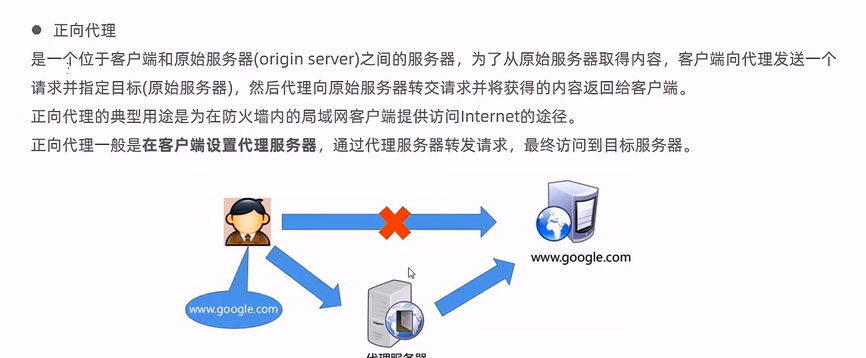 ● 正向代理
是一个位于客户端和原始服务器(origin server)之间的服务器，为了从原始服务器取得内容，客户端向代理发送一个
请求并指定目标(原始服务器)，然后代理向原始服务器转交请求并将获得的内容返回给客户端。
正向代理的典型用途是为在防火墙内的局域网客户端提供访问Internet的途径。
正向代理一般是在客户端设置代理服务器，通过代理服务器转发请求，最终访问到目标服务器。
www.google.com
www.google.com
代理服务器